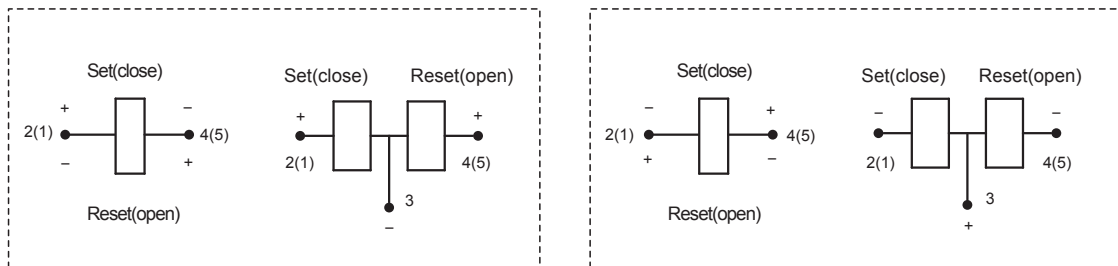 Set(close)
+ –
2(1) 4(5)
– +
Reset(open)
Set(close) Reset(open)
+ +
2(1) 4(5)
3
–
Set(close)
– +
2(1) 4(5)
+ –
Reset(open)
Set(close) Reset(open)
– –
2(1) 4(5)
3
+